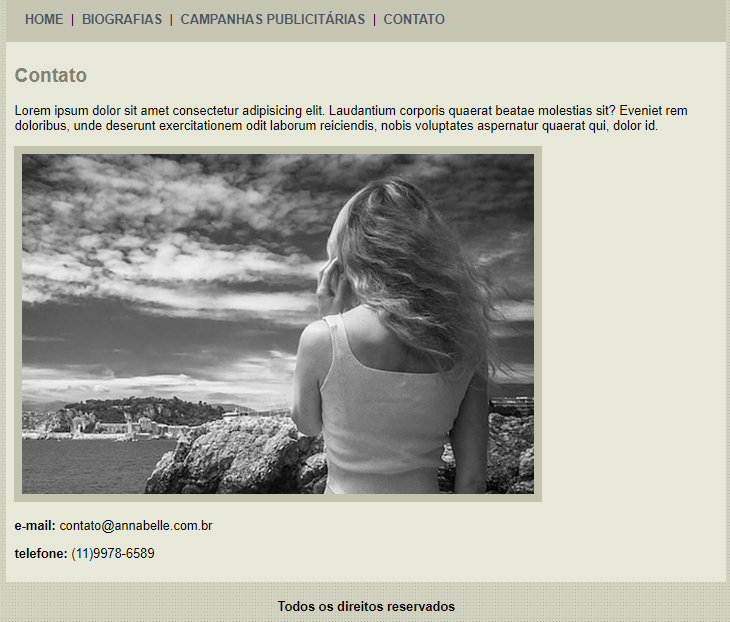 HOME | BIOGRAFIAS | CAMPANHAS PUBLICITÁRIAS | CONTATO
Contato
Lorem ipsum dolor sit amet consectetur adipisicing elit. Laudantium corporis quaerat beatae molestias sit? Eveniet rem
doloribus, unde deserunt exercitationem odit laborum reiciendis, nobis voluptates aspernatur quaerat qui, dolor id.
e-mail: contato@annabelle.com.br
telefone: (11)9978-6589
Todos os direitos reservados